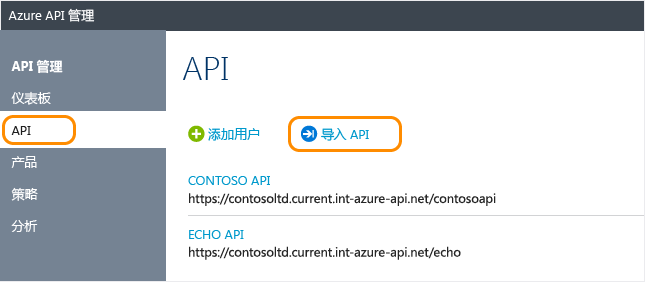 Azure API 管理
API 管理
仪表板
API
产品
策略
分析
API
添加用户 导入 API
CONTOSO API
https://contosoltd.current.int-azure-api.net/contosoapi
ECHO API
https://contosoltd.current.int-azure-api.net/echo